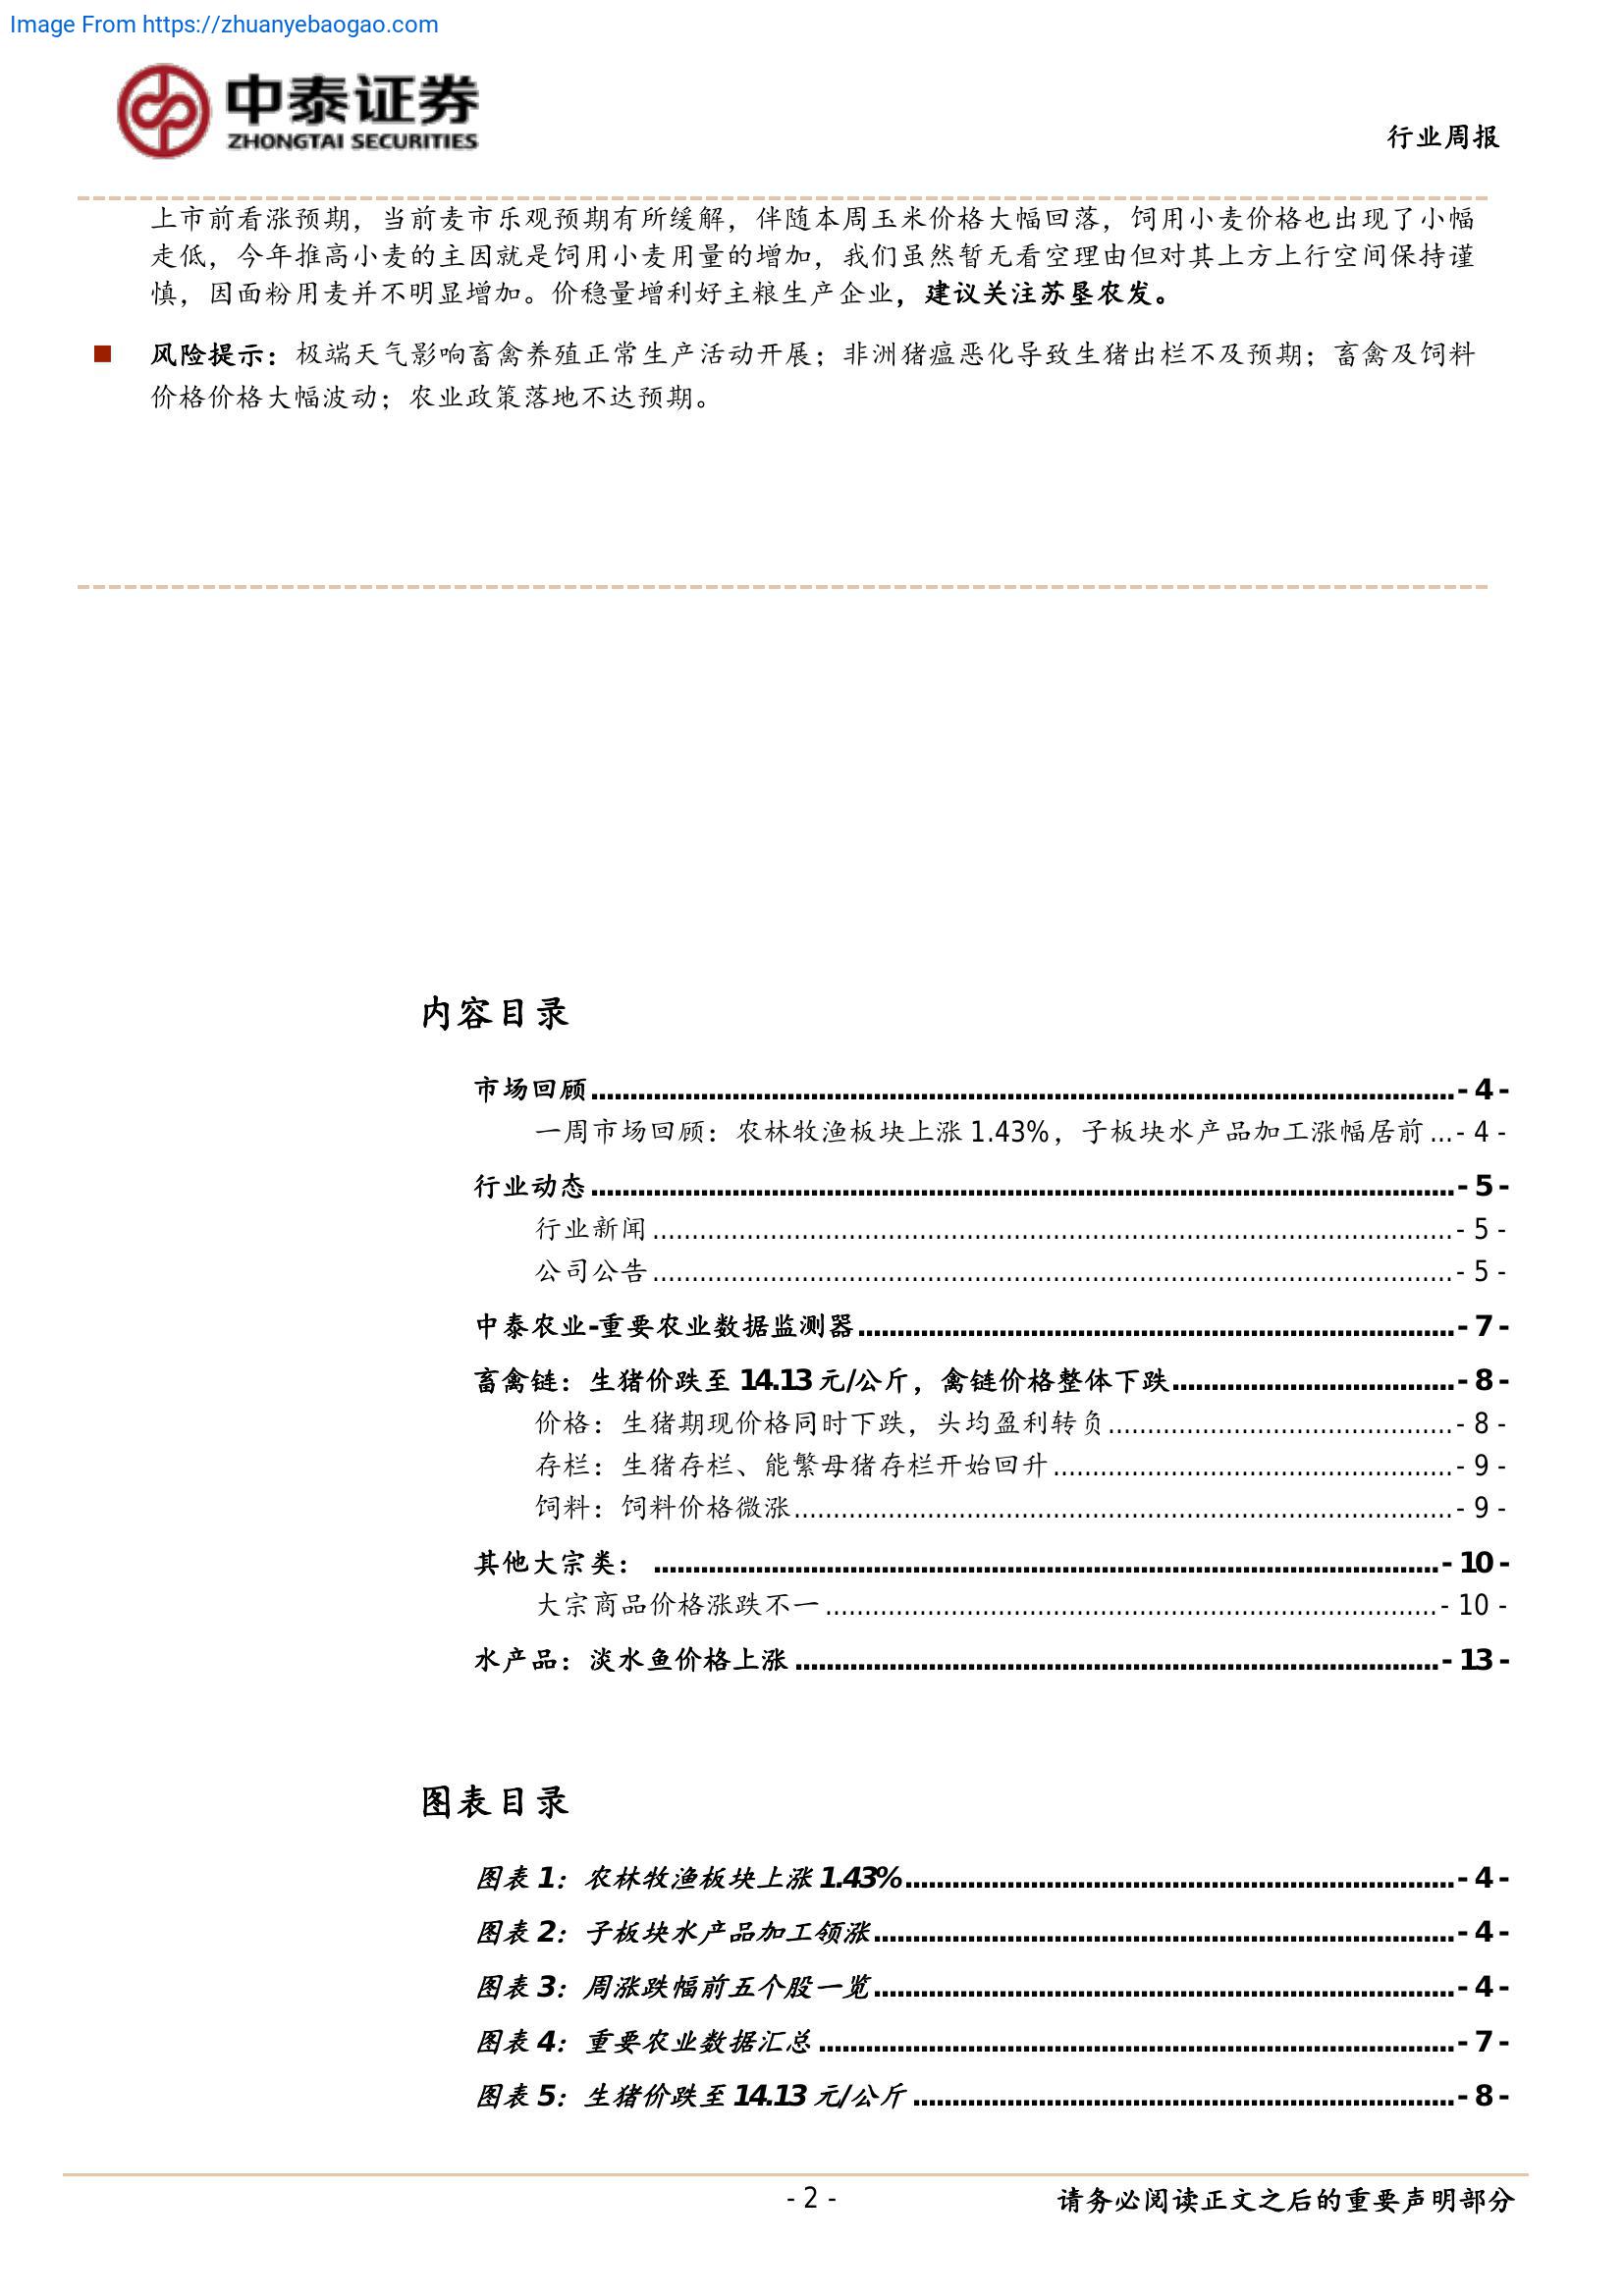 Image From https://zhuanyebaogao.com
中泰证券
ZHONGTAI SECURITIES
行业周报
上市前看涨预期，当前麦市乐观预期有所缓解，伴随本周玉米价格大幅回落，饲用小麦价格也出现了小幅
走低，今年推高小麦的主因就是饲用小麦用量的增加，我们虽然暂无看空理由但对其上方上行空间保持谨
慎，因面粉用麦并不明显增加。价稳量增利好主粮生产企业，建议关注苏垦农发。
■ 风险提示：极端天气影响畜禽养殖正常生产活动开展；非洲猪瘟恶化导致生猪出栏不及预期；畜禽及饲料
价格价格大幅波动；农业政策落地不达预期。
内容目录
市场回顾 - 4 -
一周市场回顾：农林牧渔板块上涨 1.43%，子板块水产品加工涨幅居前 ... - 4 -
行业动态 - 5 -
行业新闻 - 5 -
公司公告 - 5 -
中泰农业-重要农业数据监测器 - 7 -
畜禽链：生猪价跌至 14.13 元/公斤，禽链价格整体下跌 - 8 -
价格：生猪期现价格同时下跌，头均盈利转负 - 8 -
存栏：生猪存栏、能繁母猪存栏开始回升 - 9 -
饲料：饲料价格微涨 - 9 -
其他大宗类： - 10 -
大宗商品价格涨跌不一 - 10 -
水产品：淡水鱼价格上涨 - 13 -
图表目录
图表 1：农林牧渔板块上涨 1.43% - 4 -
图表 2：子板块水产品加工领涨 - 4 -
图表 3：周涨跌幅前五个股一览 - 4 -
图表 4：重要农业数据汇总 - 7 -
图表 5：生猪价跌至 14.13 元/公斤 - 8 -
- 2 -
请务必阅读正文之后的重要声明部分